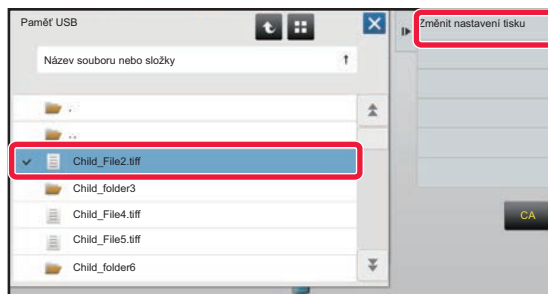 Paměť USB
Změnit nastavení tisku
Název souboru nebo složky
.
..
Child_File2.tiff
Child_folder3
Child_File4.tiff
Child_File5.tiff
Child_folder6
CA